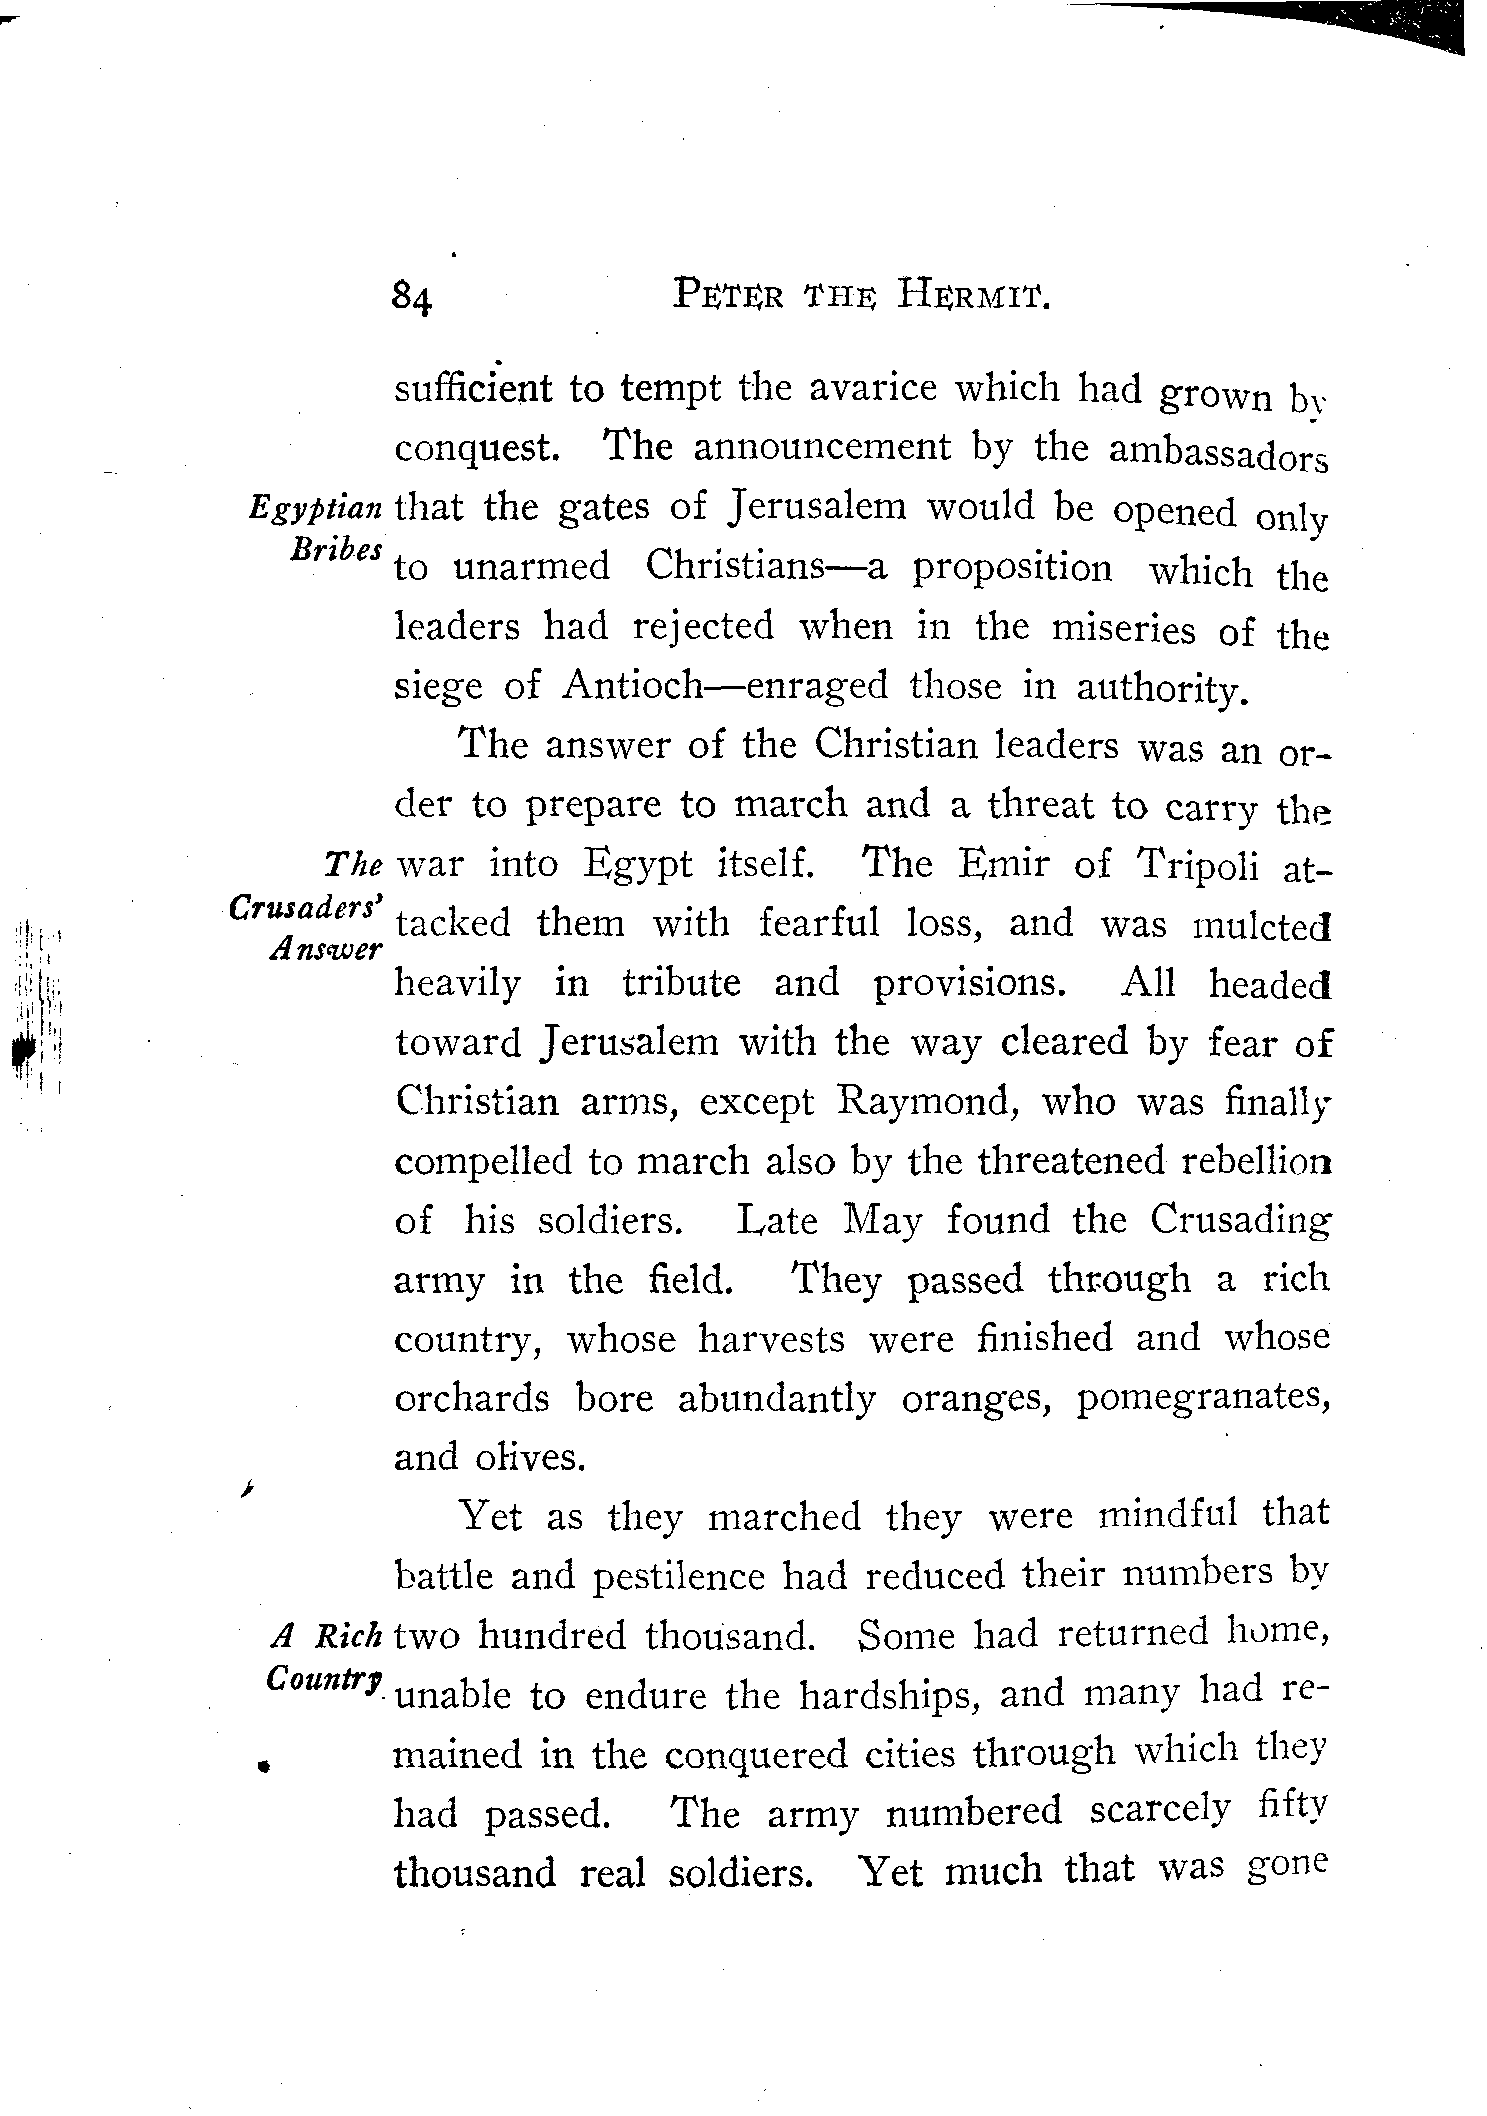 84 PETER THE HERMIT.
sufficient to tempt the avarice which had grown by
conquest. The announcement by the ambassadors
Egyptian that the gates of Jerusalem would be opened only
Bribes to unarmed Christians—a proposition which the
leaders had rejected when in the miseries of the
siege of Antioch—enraged those in authority.
The answer of the Christian leaders was an or-
der to prepare to march and a threat to carry the
The war into Egypt itself. The Emir of Tripoli at-
Crusaders' tacked them with fearful loss, and was mulcted
Answer
heavily in tribute and provisions. All headed
toward Jerusalem with the way cleared by fear of
Christian arms, except Raymond, who was finally
compelled to march also by the threatened rebellion
of his soldiers. Late May found the Crusading
army in the field. They passed through a rich
country, whose harvests were finished and whose
orchards bore abundantly oranges, pomegranates,
and olives.
Yet as they marched they were mindful that
battle and pestilence had reduced their numbers by
A Rich two hundred thousand. Some had returned home,
Country unable to endure the hardships, and many had re-
mained in the conquered cities through which they
had passed. The army numbered scarcely fifty
thousand real soldiers. Yet much that was gone